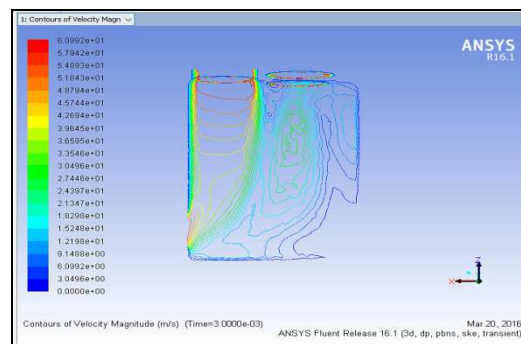 1: Contours of Velocity Magn
ANSYS
R16.1
6.0992e+01
5.7942e+01
5.4893e+01
5.1843e+01
4.8794e+01
4.5744e+01
4.2694e+01
3.9645e+01
3.6595e+01
3.3546e+01
3.0496e+01
2.7446e+01
2.4397e+01
2.1347e+01
1.8298e+01
1.5248e+01
1.2198e+01
9.1488e+00
6.0992e+00
3.0496e+00
0.0000e+00
Z
X
Contours of Velocity Magnitude (m/s) (Time=3.0000e-03)
Mar 20, 2016
ANSYS Fluent Release 16.1 (3d, dp, pbns, ske, transient)